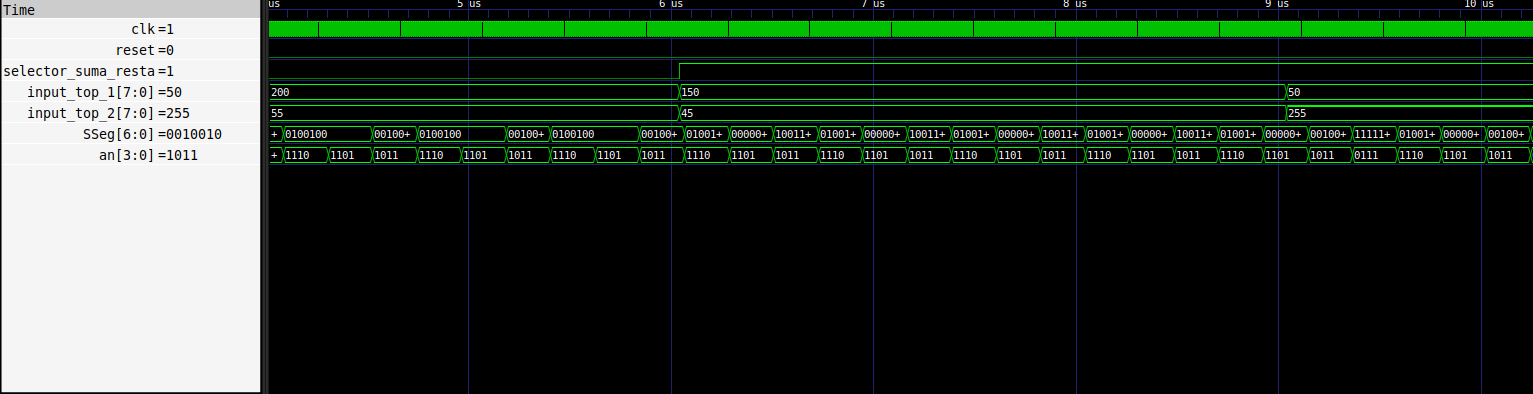 Time us 5 us 6 us 7 us 8 us 9 us 10 us
clk=1
reset=0
selector_suma_resta=1
input_top_1[7:0]=50 200 150 50
input_top_2[7:0]=255 55 45 255
SSeg[6:0]=0010010 + 0100100 00100+ 0100100 00100+ 0100100 00100+ 01001+ 00000+ 10011+ 01001+ 00000+ 10011+ 01001+ 00000+ 10011+ 01001+ 00000+ 10011+ 01001+ 00000+ 00100+ 11111+ 01001+ 00000+ 00100+
an[3:0]=1011 + 1110 1101 1011 1110 1101 1011 1110 1101 1011 1110 1101 1011 1110 1101 1011 1110 1101 1011 1110 1101 1011 1110 1101 1011 0111 1110 1101 1011